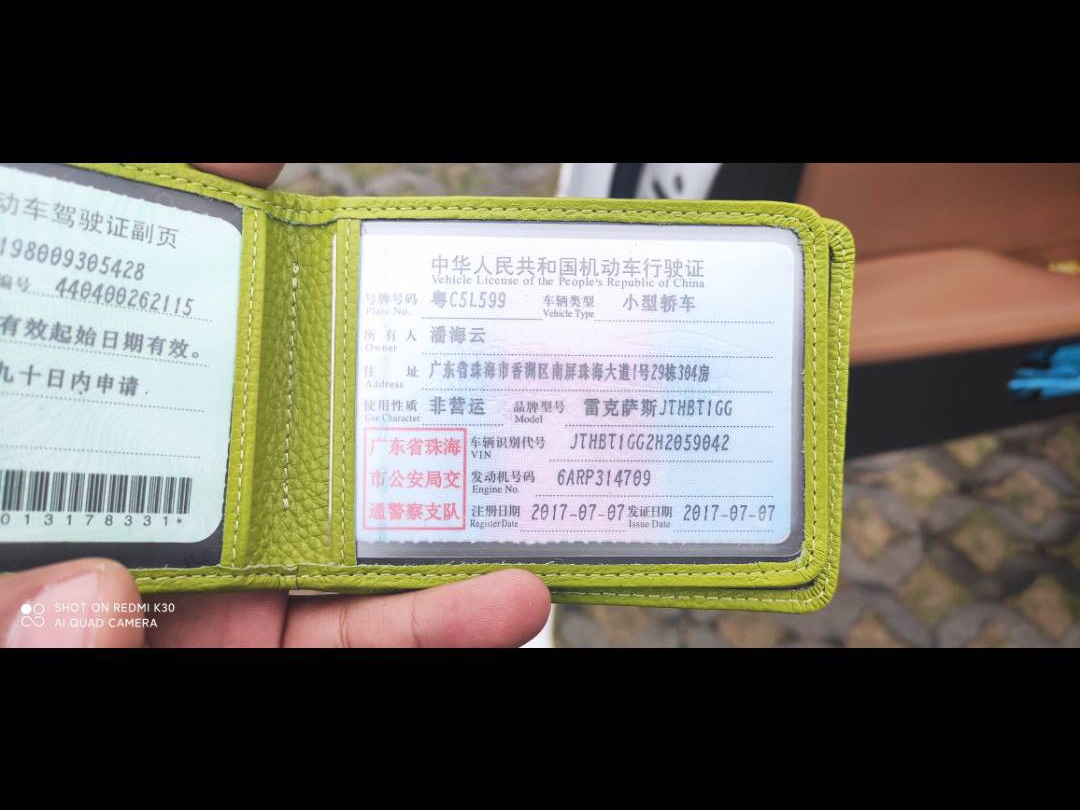 动车驾驶证副页
198009305428
编号 440400262115
有效起始日期有效。
九十日内申请.
013178331*
中华人民共和国机动车行驶证
Vehicle License of the People's Republic of China
号牌号码 粤C5L599 车辆类型 小型轿车
Plate No. Vehicle Type
所有人 潘海云
Owner
住址 广东省珠海市香洲区南屏珠海大道1号29栋304房
Address
使用性质 非营运 品牌型号 雷克萨斯JTHBT1GG
Use Character Model
广东省珠海
市公安局交
通警察支队
车辆识别代号 JTHBT1GG2H2059042
VIN
发动机号码 6ARP314709
Engine No.
注册日期 2017-07-07 发证日期 2017-07-07
Register Date Issue Date
SHOT ON REDMI K30
AI QUAD CAMERA